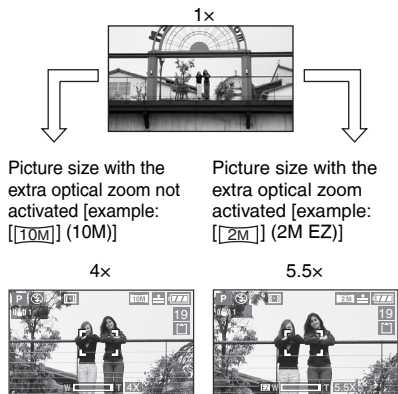 1×
Picture size with the
extra optical zoom not
activated [example:
[[10M]] (10M)]
Picture size with the
extra optical zoom
activated [example:
[[2M]] (2M EZ)]
4×
P 10M
19
W T 4X
5.5×
P 2M
19
EZ W T 5.5X